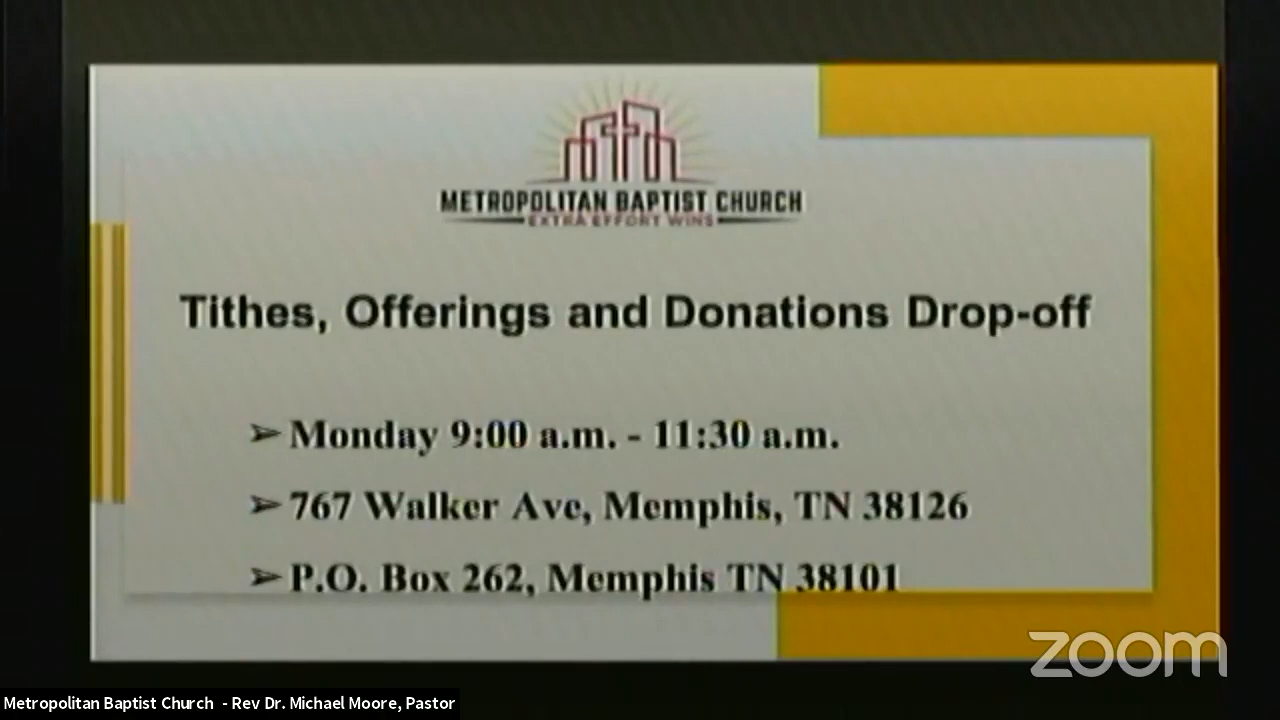 METROPOLITAN BAPTIST CHURCH
EXTRA EFFORT WINS
Tithes, Offerings and Donations Drop-off
➢ Monday 9:00 a.m. - 11:30 a.m.
➢ 767 Walker Ave, Memphis, TN 38126
➢ P.O. Box 262, Memphis TN 38101
zoom
Metropolitan Baptist Church - Rev Dr. Michael Moore, Pastor